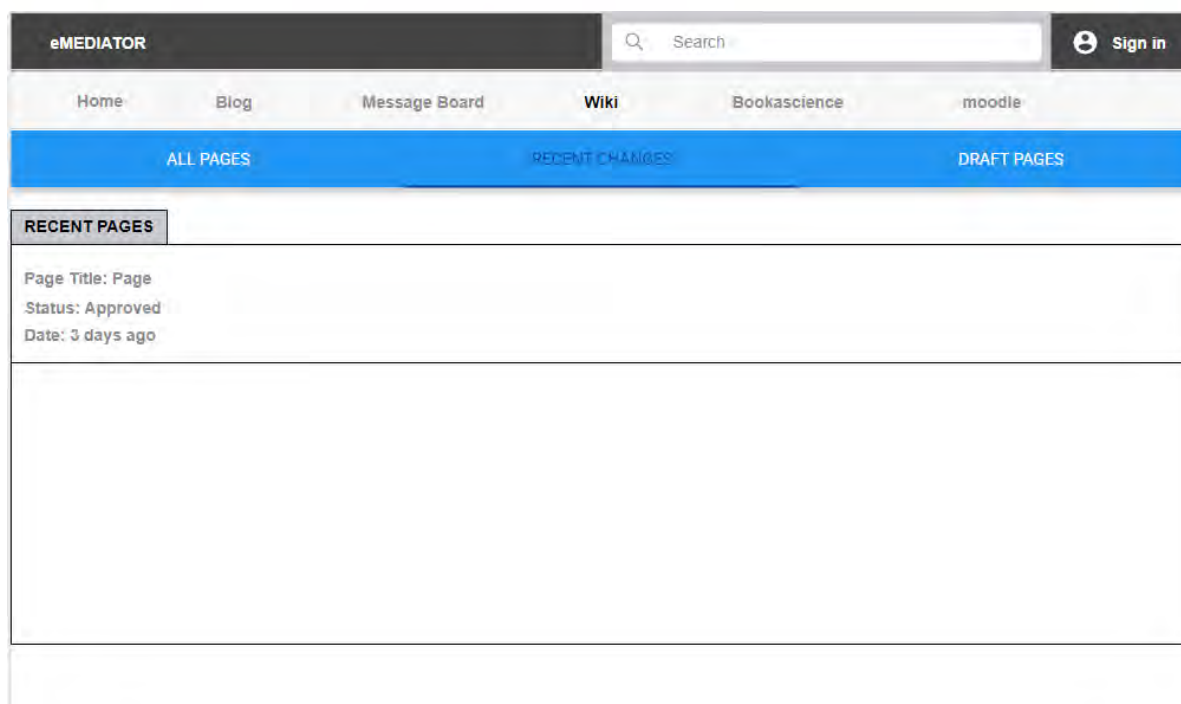 eMEDIATOR Search Sign in
Home Blog Message Board Wiki Bookascience moodle
ALL PAGES RECENT CHANGES DRAFT PAGES
RECENT PAGES
Page Title: Page
Status: Approved
Date: 3 days ago